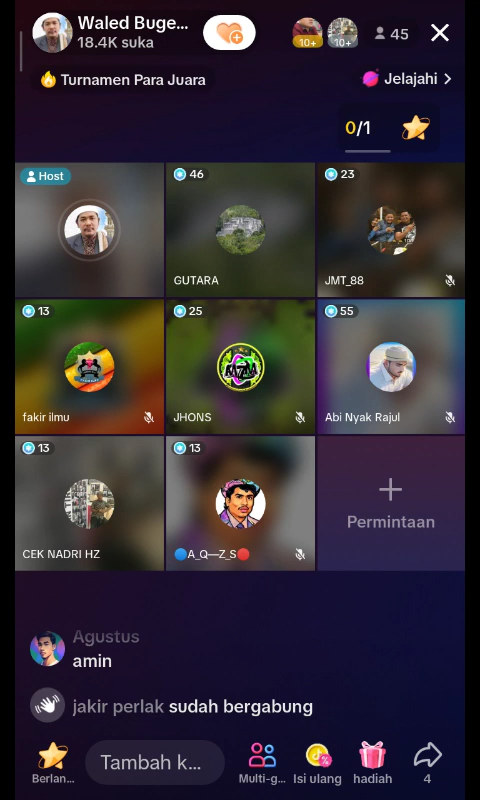 Waled Buge...
18.4K suka
10+
10+
45
Turnamen Para Juara
Jelajahi
0/1
Host
46
GUTARA
23
JMT_88
13
fakir ilmu
25
JHONS
55
Abi Nyak Rajul
13
CEK NADRI HZ
13
🔵A_Q—Z_S🔴
Permintaan
Agustus
amin
jakir perlak sudah bergabung
Berlan...
Tambah k...
Multi-g...
Isi ulang
hadiah
4